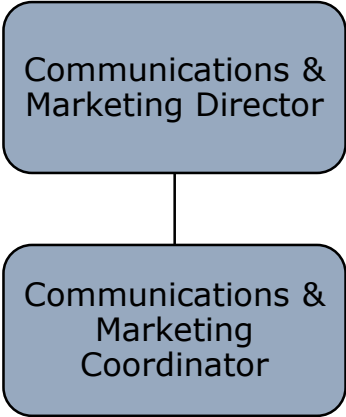 Communications &
Marketing Director
Communications &
Marketing
Coordinator